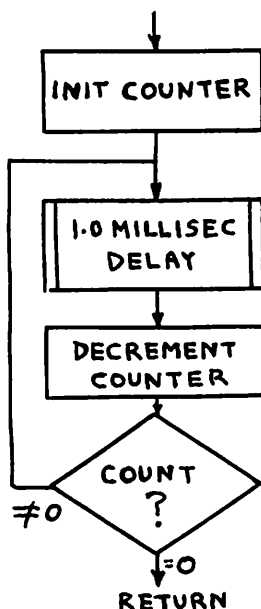 INIT COUNTER
1.0 MILLISEC
DELAY
DECREMENT
COUNTER
COUNT
?
≠0
=0
RETURN